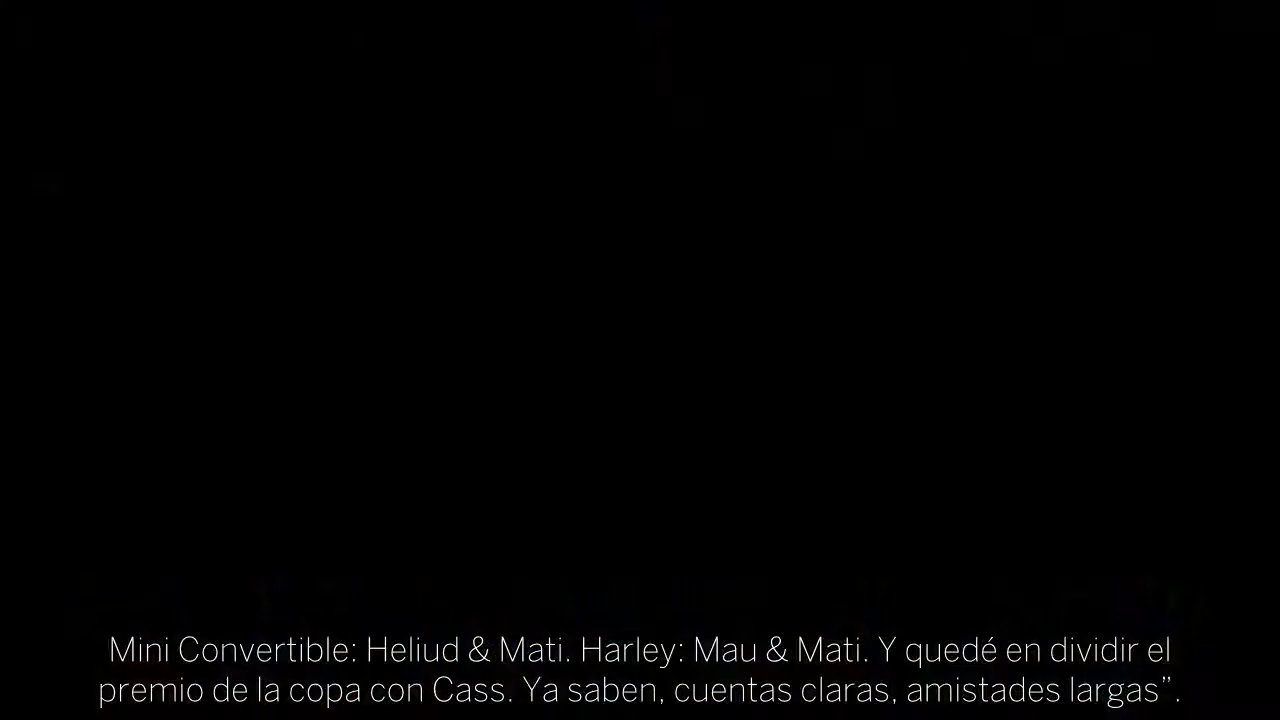 Mini Convertible: Heliud & Mati. Harley: Mau & Mati. Y quedé en dividir el
premio de la copa con Cass. Ya saben, cuentas claras, amistades largas”.